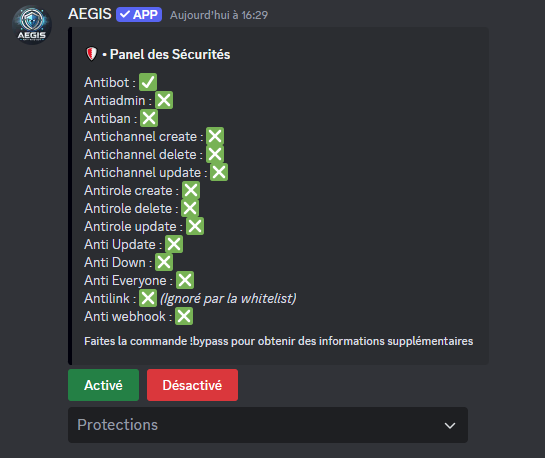 AEGIS ✓ APP Aujourd'hui à 16:29
AEGIS
• Panel des Sécurités
Antibot : ✅
Antiadmin : ❎
Antiban : ❎
Antichannel create : ❎
Antichannel delete : ❎
Antichannel update : ❎
Antirole create : ❎
Antirole delete : ❎
Antirole update : ❎
Anti Update : ❎
Anti Down : ❎
Anti Everyone : ❎
Antilink : ❎ (Ignoré par la whitelist)
Anti webhook : ❎
Faites la commande !bypass pour obtenir des informations supplémentaires
Activé Désactivé
Protections